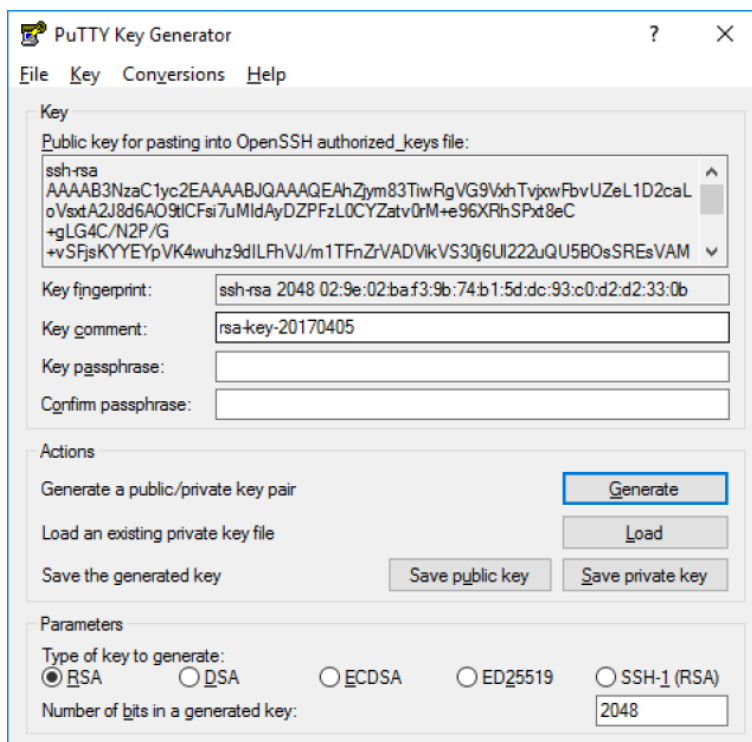 PuTTY Key Generator
? ×
File Key Conversions Help
Key
Public key for pasting into OpenSSH authorized_keys file:
ssh-rsa
AAAAB3NzaC1yc2EAAAABJQAAAQEAhZjym83TiwRgVG9VxhTvjxwFbvUZeL1D2caL
oVsxtA2J8d6AO9tlCFsi7uMIdAyDZPFzL0CYZatv0rM+e96XRhSPxt8eC
+gLG4C/N2P/G
+vSFjsKYYEYpVK4wuhz9dILFhVJ/m1TFnZrVADVikVS30j6Ul222uQU5BOsSREsVAM
Key fingerprint: ssh-rsa 2048 02:9e:02:ba:f3:9b:74:b1:5d:dc:93:c0:d2:d2:33:0b
Key comment: rsa-key-20170405
Key passphrase:
Confirm passphrase:
Actions
Generate a public/private key pair Generate
Load an existing private key file Load
Save the generated key Save public key Save private key
Parameters
Type of key to generate:
RSA DSA ECDSA ED25519 SSH-1 (RSA)
Number of bits in a generated key: 2048